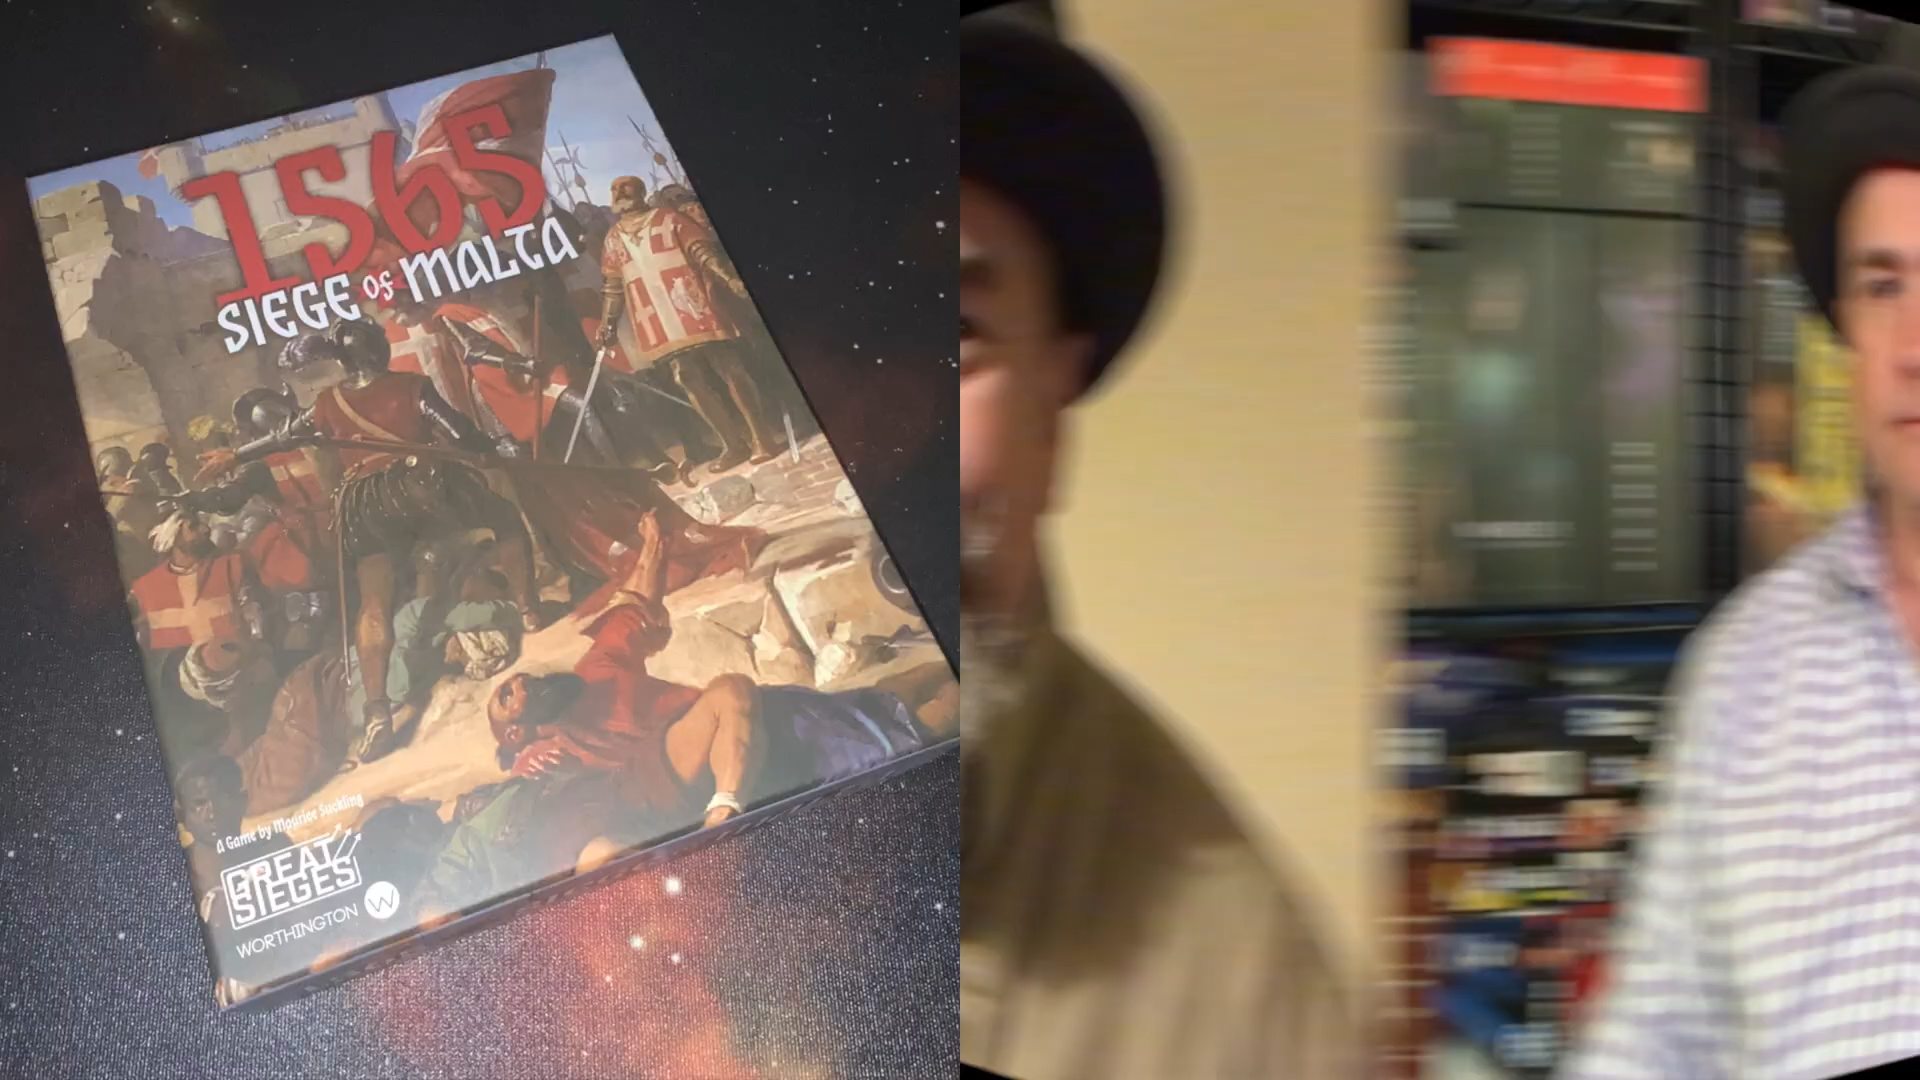 1565
SIEGE OF MALTA
A Game by Maurice Suckling
GREAT
SIEGES
WORTHINGTON W